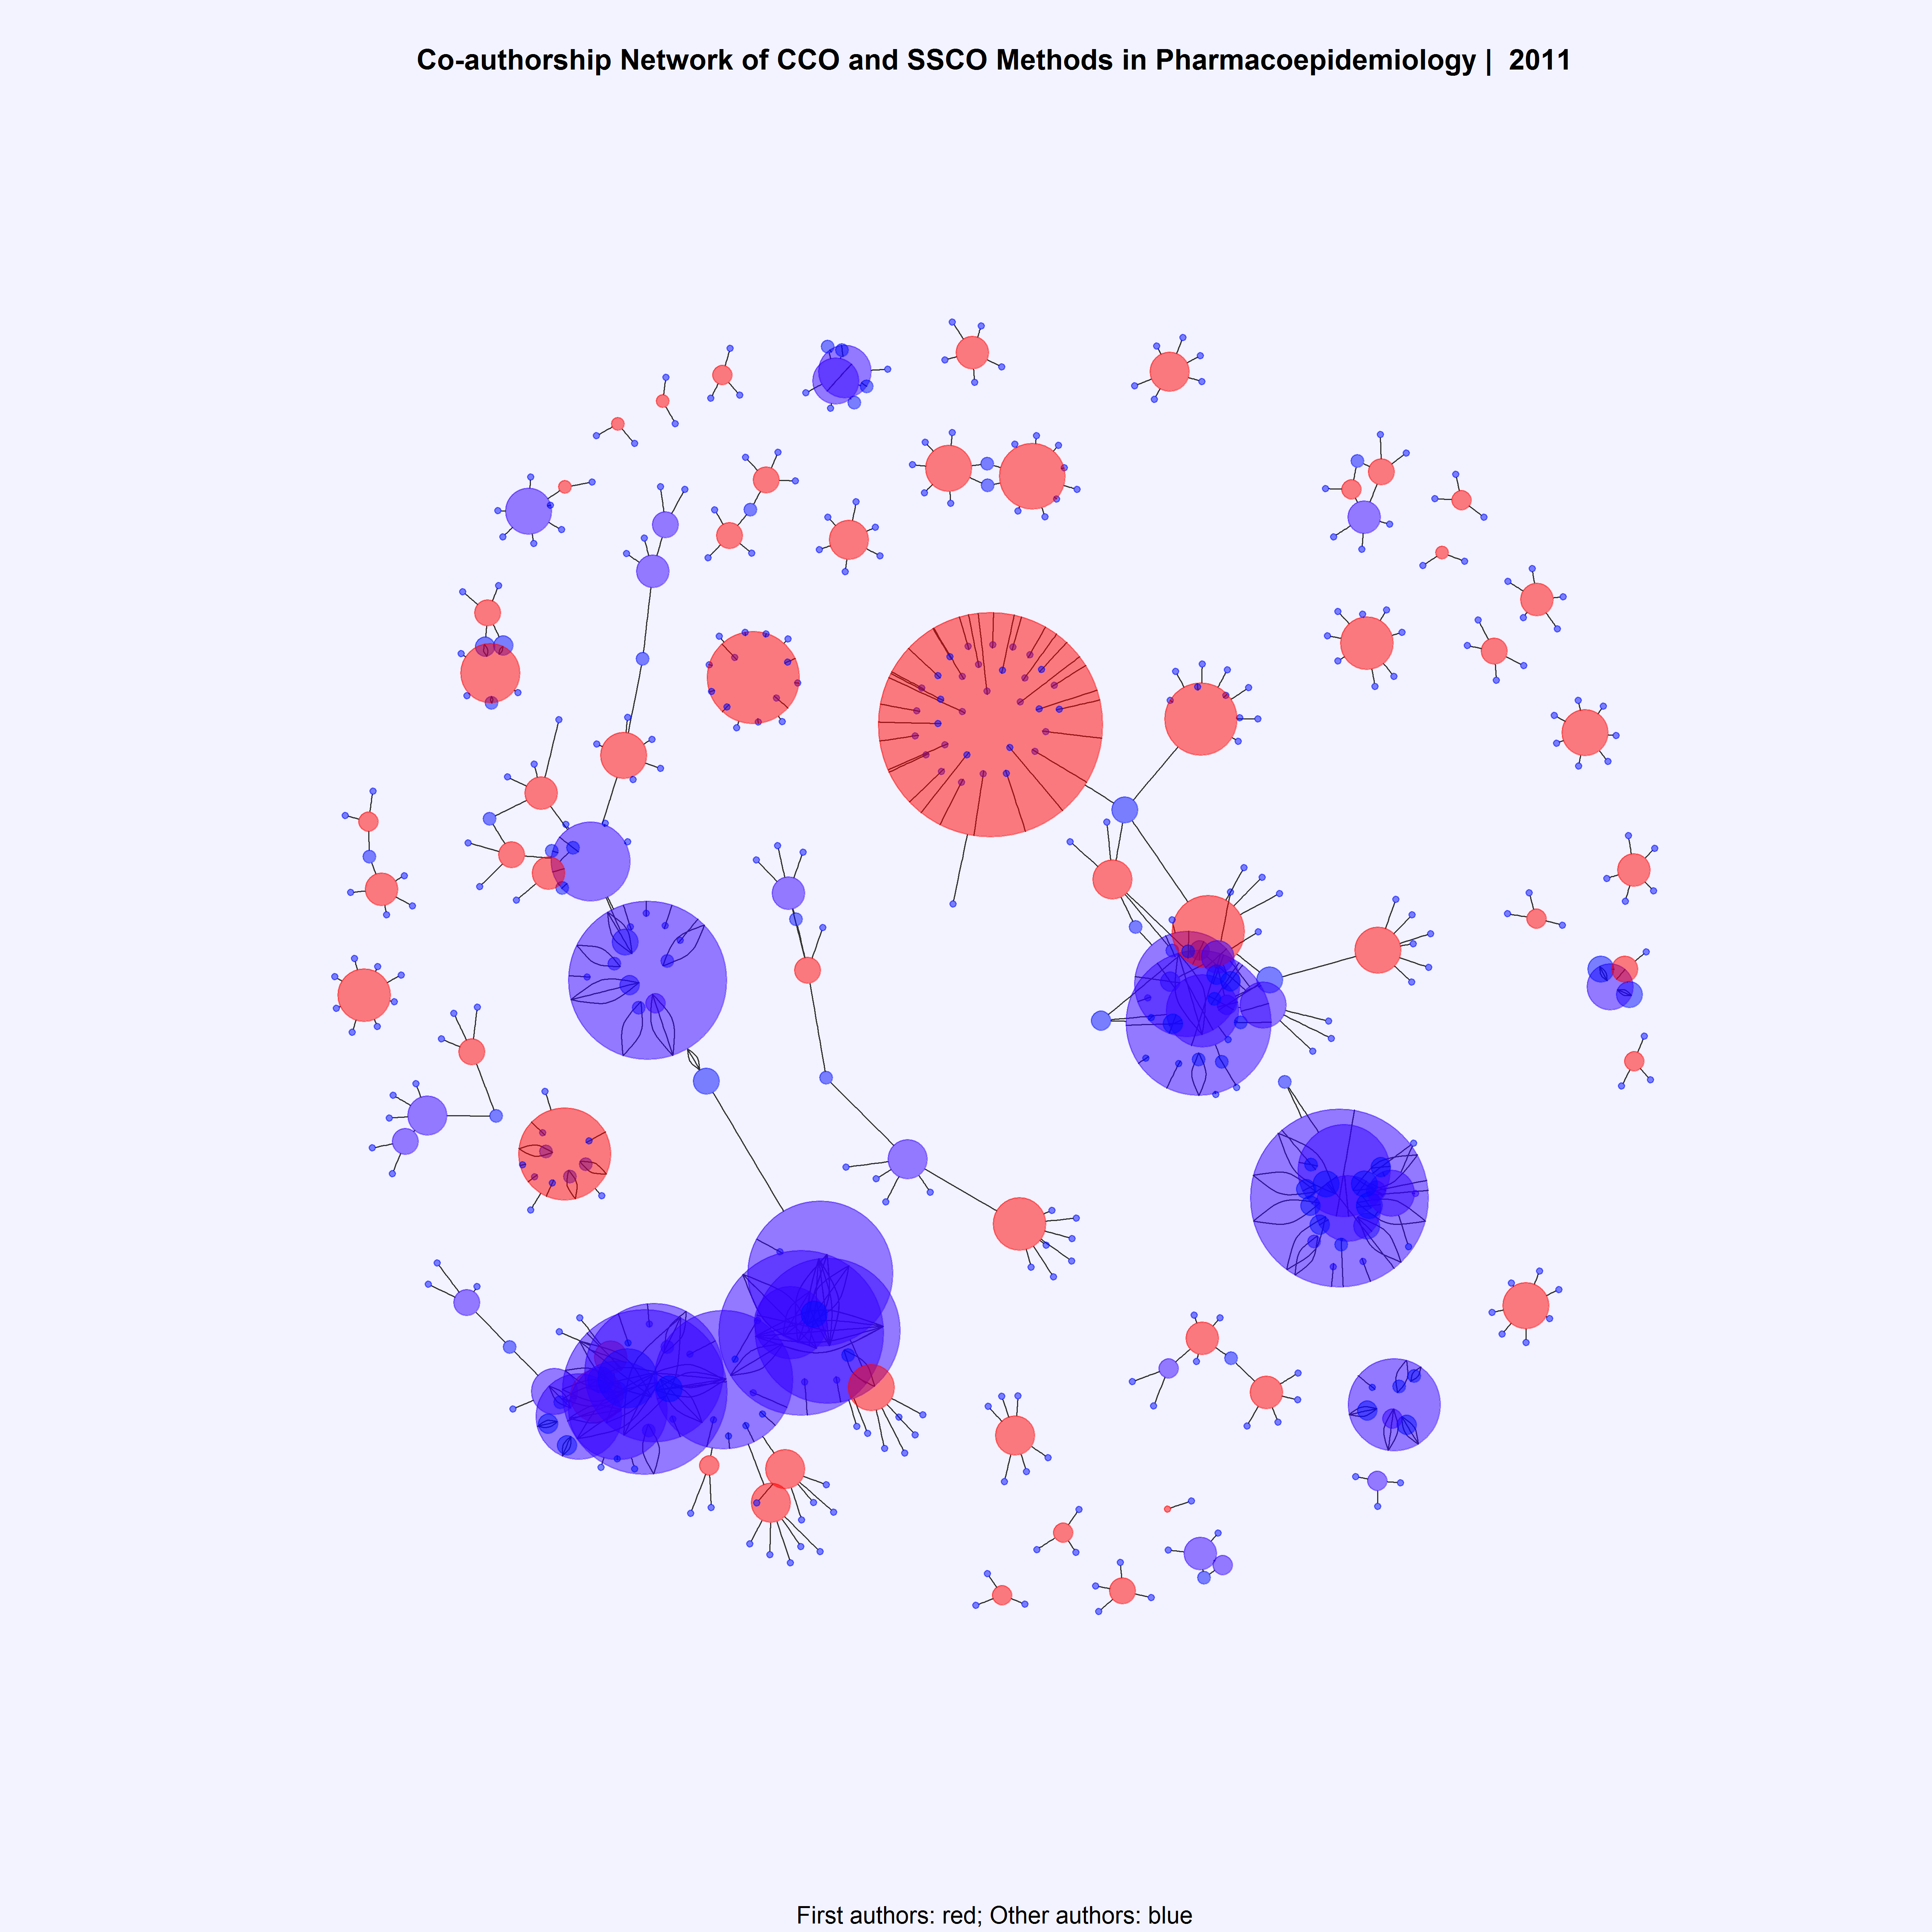 Co-authorship Network of CCO and SSCO Methods in Pharmacoepidemiology | 2011
First authors: red; Other authors: blue